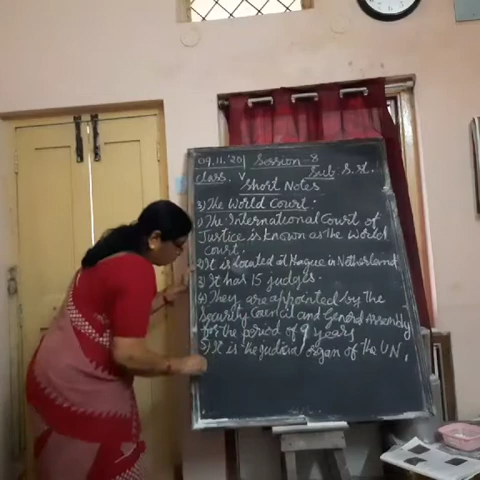 09.11.'20 Session-8
class. V Sub: S.St.
Short Notes
3) The World Court:
1) The International Court of
Justice is known as the World
Court.
2) It is located at Hague in Netherland
3) It has 15 judges.
4) They are appointed by the
Security Council and General Assembly
for the period of 9 years
5) It is the judicial organ of the UN.